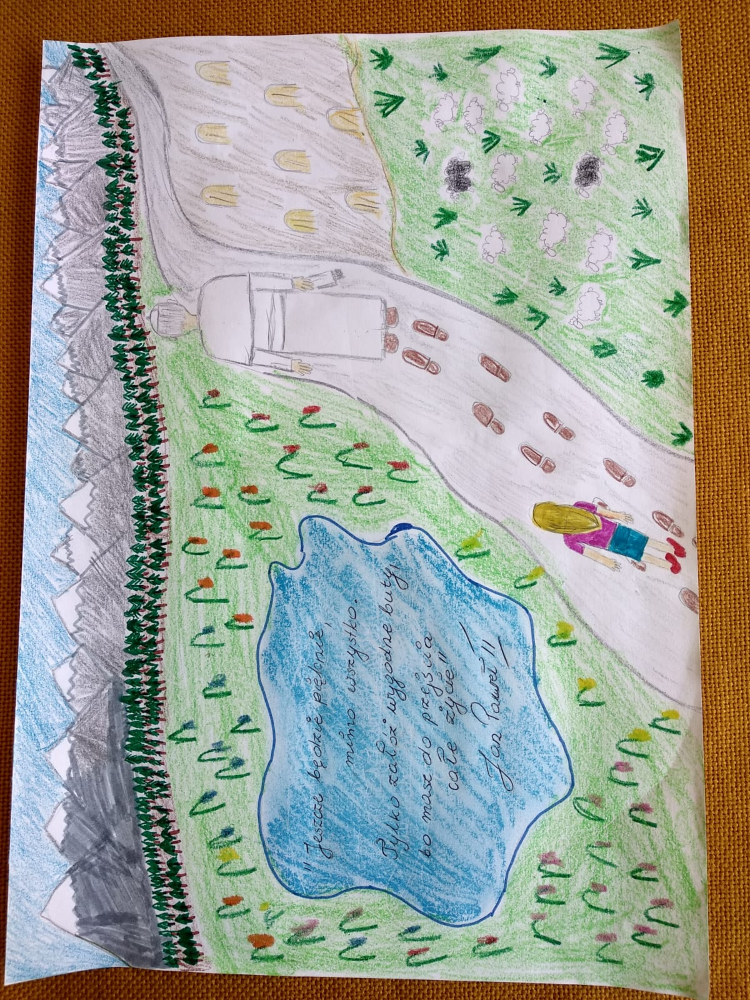 "Jeszcze będzie pięknie,
mimo wszystko.
Tylko załóż wygodne buty,
bo masz do przejścia
całe życie"
Jan Paweł II